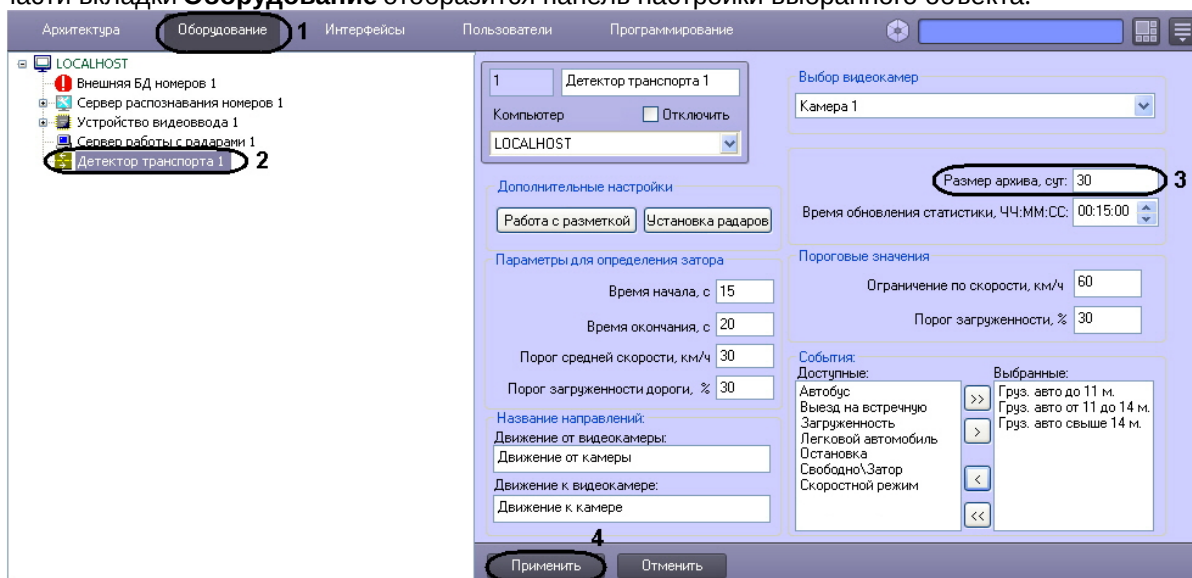 части вкладки Оборудование отобразится панель настройки выбранного объекта.
Архитектура Оборудование 1 Интерфейсы Пользователи Программирование
LOCALHOST
Внешняя БД номеров 1
Сервер распознавания номеров 1
Устройство видеоввода 1
Сервер работы с радарами 1
Детектор транспорта 1 2
1 Детектор транспорта 1
Компьютер Отключить
LOCALHOST
Дополнительные настройки
Работа с разметкой Установка радаров
Параметры для определения затора
Время начала, с 15
Время окончания, с 20
Порог средней скорости, км/ч 30
Порог загруженности дороги, % 30
Название направлений:
Движение от видеокамеры:
Движение от камеры
Движение к видеокамере:
Движение к камере
Выбор видеокамер
Камера 1
Размер архива, сут: 30 3
Время обновления статистики, ЧЧ:ММ:СС: 00:15:00
Пороговые значения
Ограничение по скорости, км/ч 60
Порог загруженности, % 30
События:
Доступные: Выбранные:
Автобус
Выезд на встречную
Загруженность
Легковой автомобиль
Остановка
Свободно\Затор
Скоростной режим
>>
>
<
<<
Груз. авто до 11 м.
Груз. авто от 11 до 14 м.
Груз. авто свыше 14 м.
4
Применить Отменить